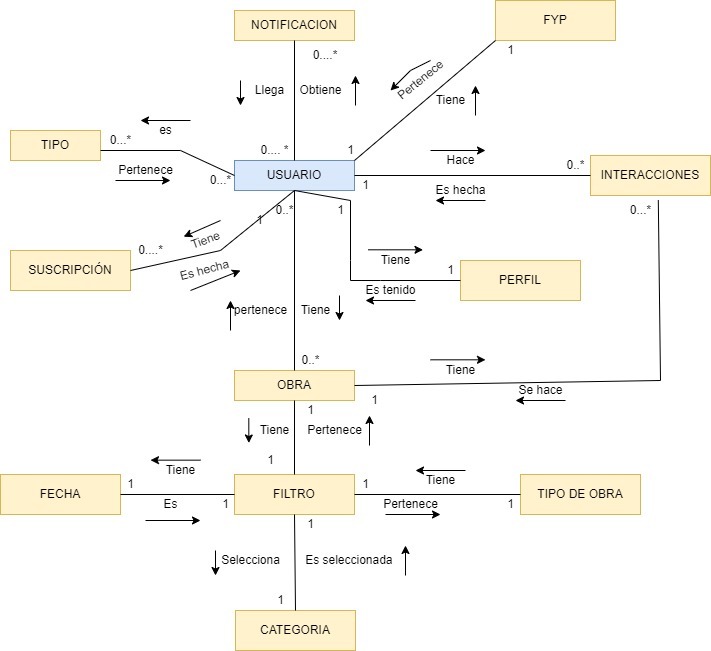 NOTIFICACION
FYP
0....*
1
Llega
Obtiene
Pertenece
Tiene
TIPO
0...*
es
0.... *
1
Hace
Pertenece
0...*
USUARIO
1
0..*
INTERACCIONES
Es hecha
0..*
1
1
0...*
SUSCRIPCIÓN
0....*
Tiene
Es hecha
Tiene
1
PERFIL
Es tenido
pertenece
Tiene
0..*
OBRA
Tiene
1
Se hace
1
Tiene
Pertenece
1
FECHA
1
Tiene
Es
1
FILTRO
1
Tiene
Pertenece
1
TIPO DE OBRA
1
Selecciona
Es seleccionada
1
CATEGORIA